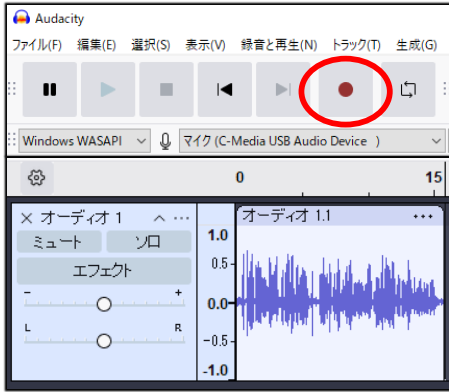 Audacity
ファイル(F) 編集(E) 選択(S) 表示(V) 録音と再生(N) トラック(T) 生成(G)
Windows WASAPI マイク (C-Media USB Audio Device )
0 15
オーディオ 1 オーディオ 1.1
ミュート ソロ
エフェクト
- +
L R
1.0
0.5
0.0
-0.5
-1.0